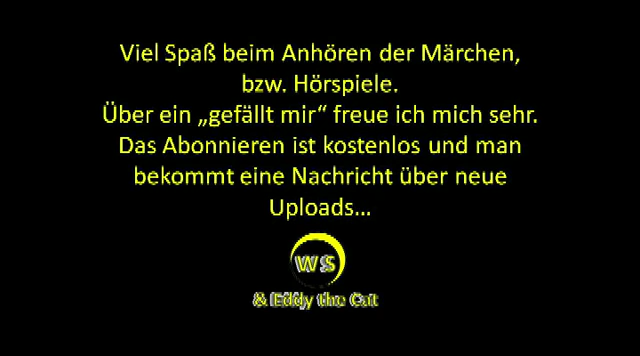 Viel Spaß beim Anhören der Märchen,
bzw. Hörspiele.
Über ein „gefällt mir“ freue ich mich sehr.
Das Abonnieren ist kostenlos und man
bekommt eine Nachricht über neue
Uploads...
WS
& Eddy the Cat